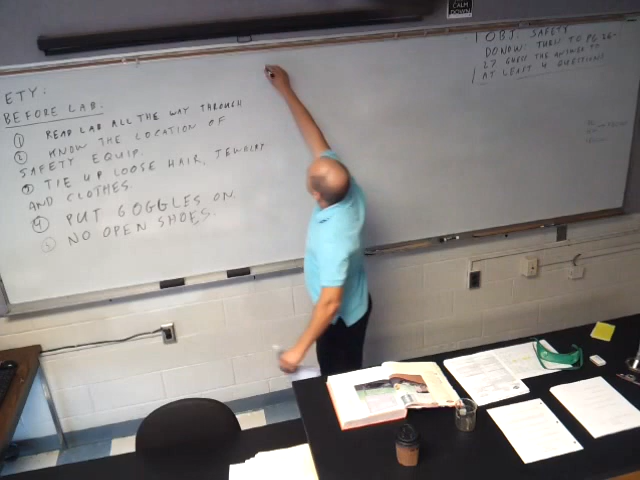 ETY:
BEFORE LAB:
① READ LAB ALL THE WAY THROUGH
② KNOW THE LOCATION OF
SAFETY EQUIP.
③ TIE UP LOOSE HAIR, JEWELRY
AND CLOTHES.
④ PUT GOGGLES ON.
⑤ NO OPEN SHOES.
OBJ: SAFETY
DONOW: TURN TO PG 26-
27 GUESS THE ANSWER TO
AT LEAST 4 QUESTIONS
CALM
DOWN